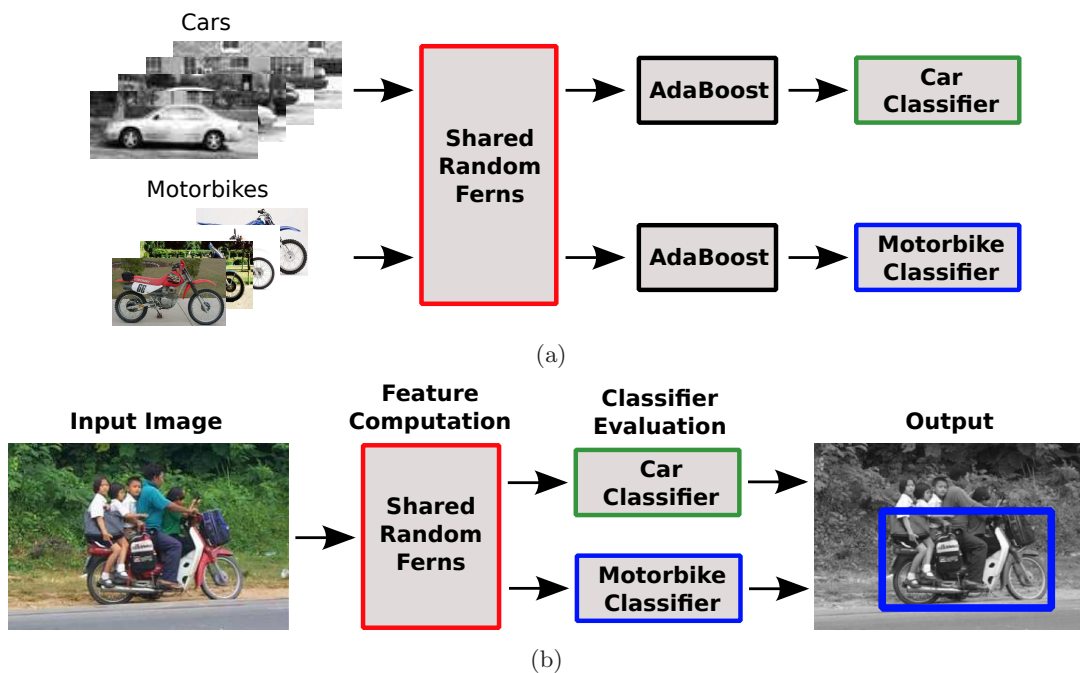 Cars
Shared
Random
Ferns
AdaBoost
Car
Classifier
Motorbikes
66
AdaBoost
Motorbike
Classifier
(a)
Input Image
Feature
Computation
Classifier
Evaluation
Output
Shared
Random
Ferns
Car
Classifier
Motorbike
Classifier
(b)